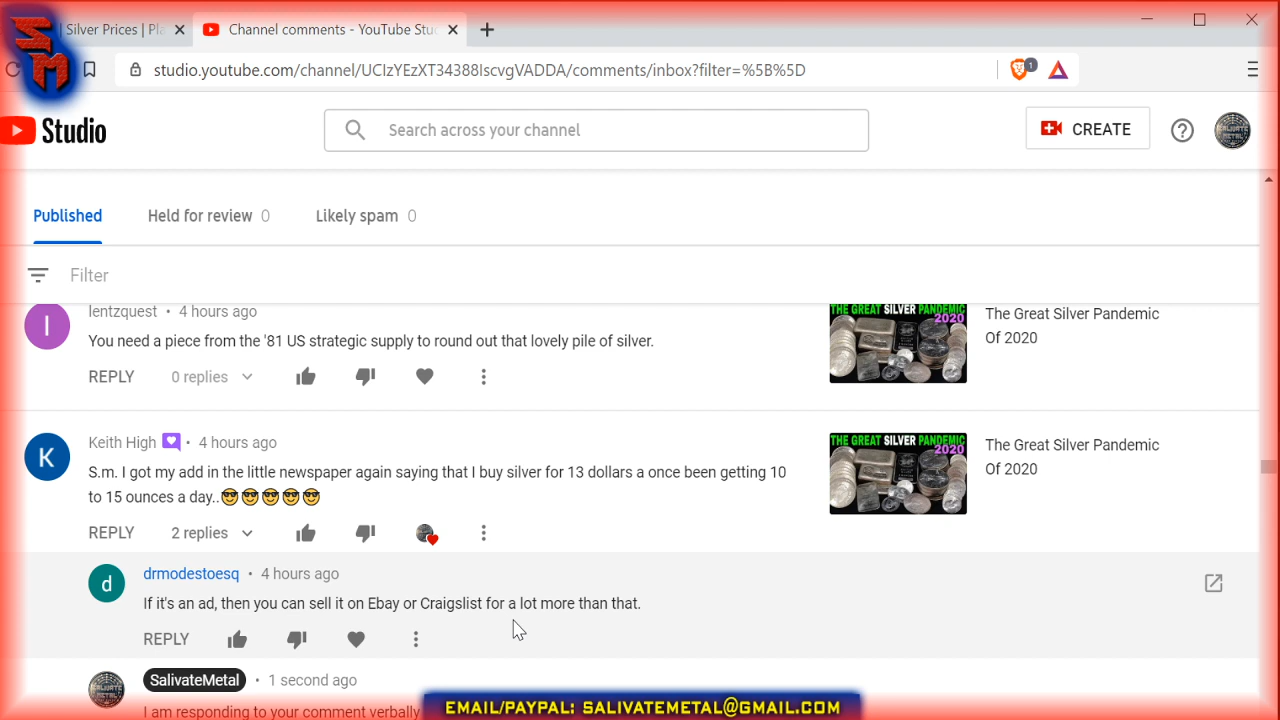 SM
| Silver Prices | Pla
Channel comments - YouTube Stu
studio.youtube.com/channel/UCIzYEzXT34388IscvgVADDA/comments/inbox?filter=%5B%5D
1
Studio
Search across your channel
CREATE
Published
Held for review 0
Likely spam 0
Filter
lentzquest • 4 hours ago
You need a piece from the '81 US strategic supply to round out that lovely pile of silver.
REPLY 0 replies
THE GREAT SILVER PANDEMIC
2020
The Great Silver Pandemic
Of 2020
Keith High • 4 hours ago
S.m. I got my add in the little newspaper again saying that I buy silver for 13 dollars a once been getting 10
to 15 ounces a day..😎😎😎😎😎
REPLY 2 replies
THE GREAT SILVER PANDEMIC
2020
The Great Silver Pandemic
Of 2020
drmodestoesq • 4 hours ago
If it's an ad, then you can sell it on Ebay or Craigslist for a lot more than that.
REPLY
SalivateMetal • 1 second ago
I am responding to your comment verbally
EMAIL/PAYPAL: SALIVATEMETAL@GMAIL.COM